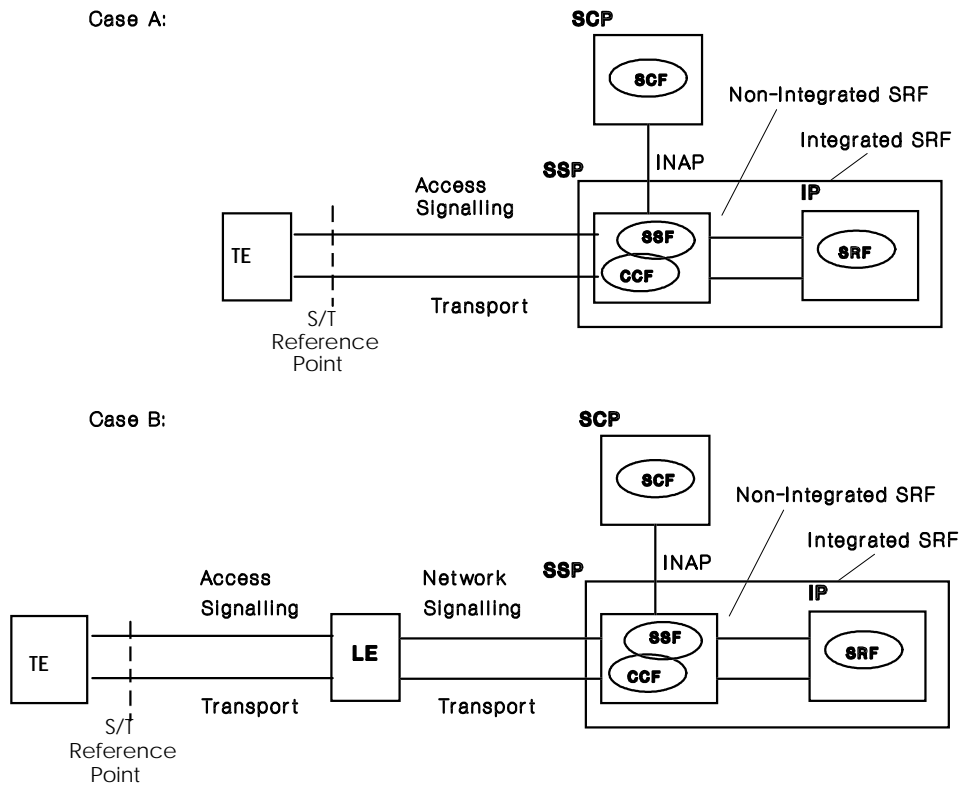 Case A:
SCP
SCF
Non-Integrated SRF
Integrated SRF
INAP
SSP
IP
Access
Signalling
SSF
SRF
TE
CCF
Transport
S/T
Reference
Point
Case B:
SCP
SCF
Non-Integrated SRF
Integrated SRF
INAP
SSP
IP
Access
Signalling
Network
Signalling
SSF
LE
SRF
TE
CCF
Transport
Transport
S/T
Reference
Point